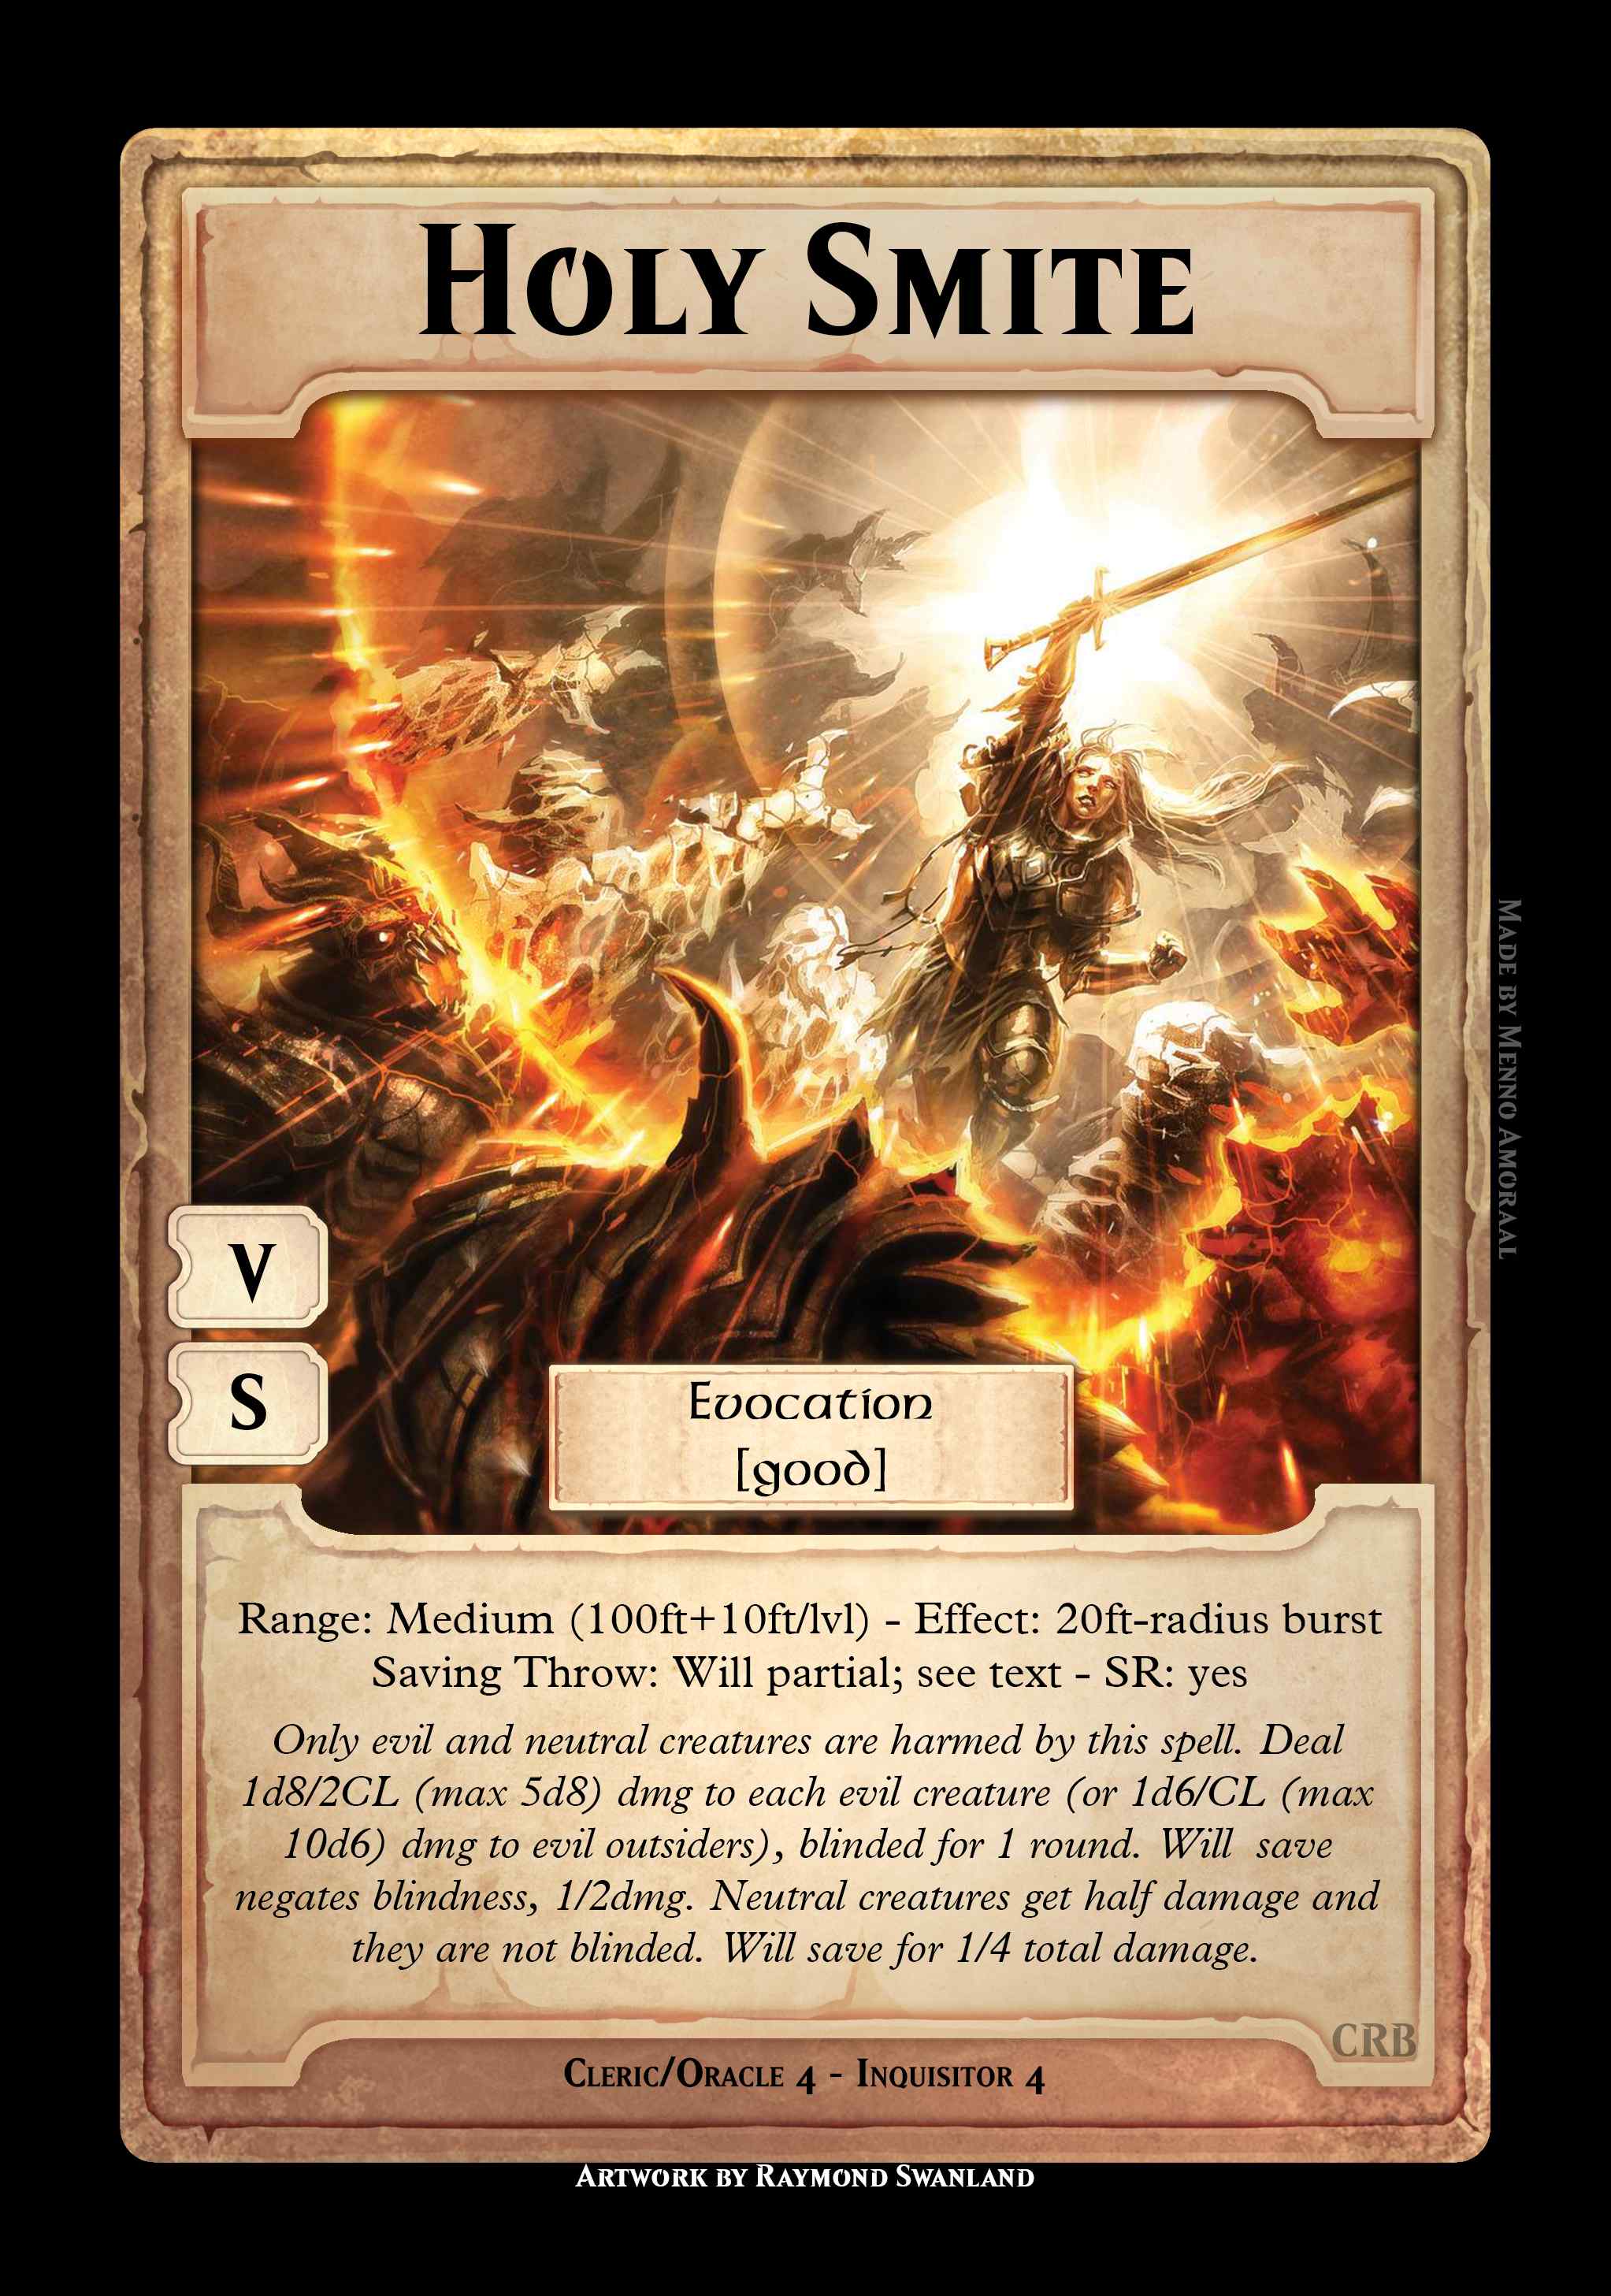 Holy Smite
V
S
Evocation
[good]
Range: Medium (100ft+10ft/lvl) - Effect: 20ft-radius burst
Saving Throw: Will partial; see text - SR: yes
Only evil and neutral creatures are harmed by this spell. Deal
1d8/2CL (max 5d8) dmg to each evil creature (or 1d6/CL (max
10d6) dmg to evil outsiders), blinded for 1 round. Will save
negates blindness, 1/2dmg. Neutral creatures get half damage and
they are not blinded. Will save for 1/4 total damage.
CRB
Cleric/Oracle 4 - Inquisitor 4
Artwork by Raymond Swanland
Made by Menno Amoraal